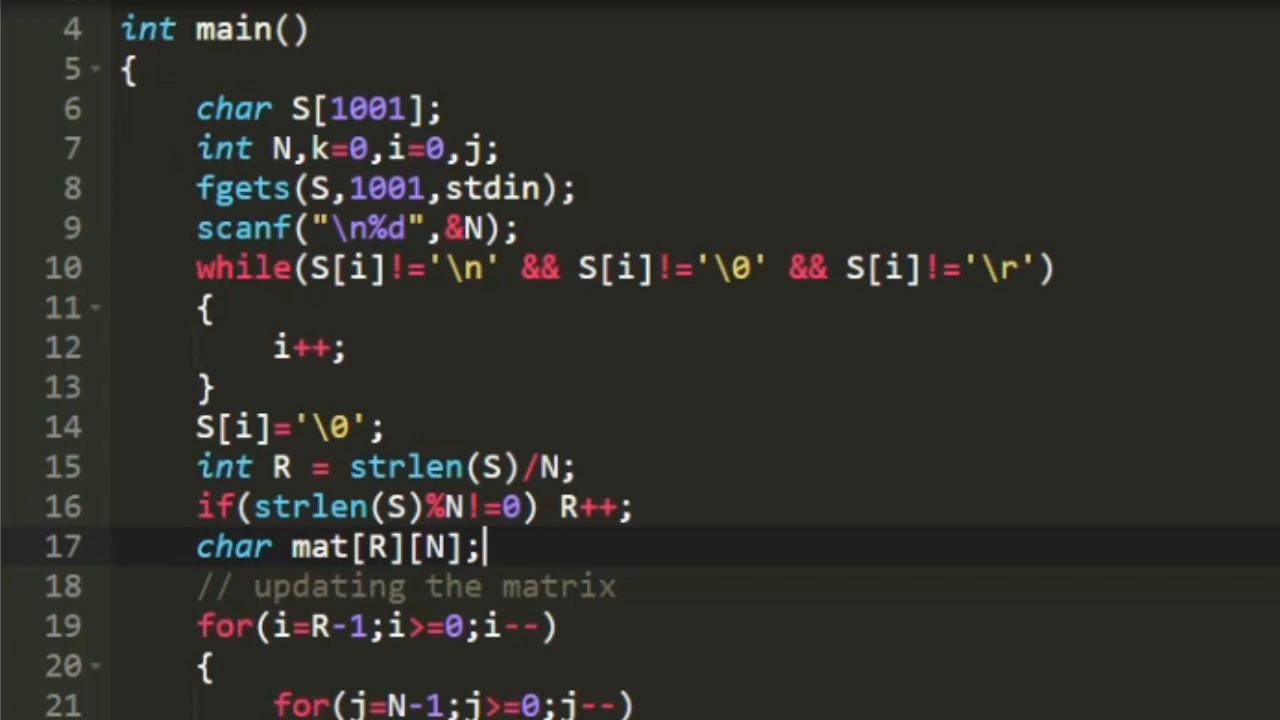 4 int main()
5 {
6 char S[1001];
7 int N,k=0,i=0,j;
8 fgets(S,1001,stdin);
9 scanf("\n%d",&N);
10 while(S[i]!='\n' && S[i]!='\0' && S[i]!='\r')
11 {
12 i++;
13 }
14 S[i]='\0';
15 int R = strlen(S)/N;
16 if(strlen(S)%N!=0) R++;
17 char mat[R][N];
18 // updating the matrix
19 for(i=R-1;i>=0;i--)
20 {
21 for(j=N-1;j>=0;j--)